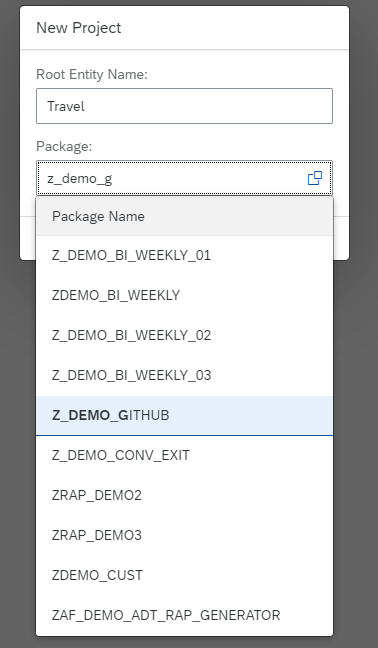 New Project
Root Entity Name:
Travel
Package:
z_demo_g
Package Name
Z_DEMO_BI_WEEKLY_01
ZDEMO_BI_WEEKLY
Z_DEMO_BI_WEEKLY_02
Z_DEMO_BI_WEEKLY_03
Z_DEMO_GITHUB
Z_DEMO_CONV_EXIT
ZRAP_DEMO2
ZRAP_DEMO3
ZDEMO_CUST
ZAF_DEMO_ADT_RAP_GENERATOR